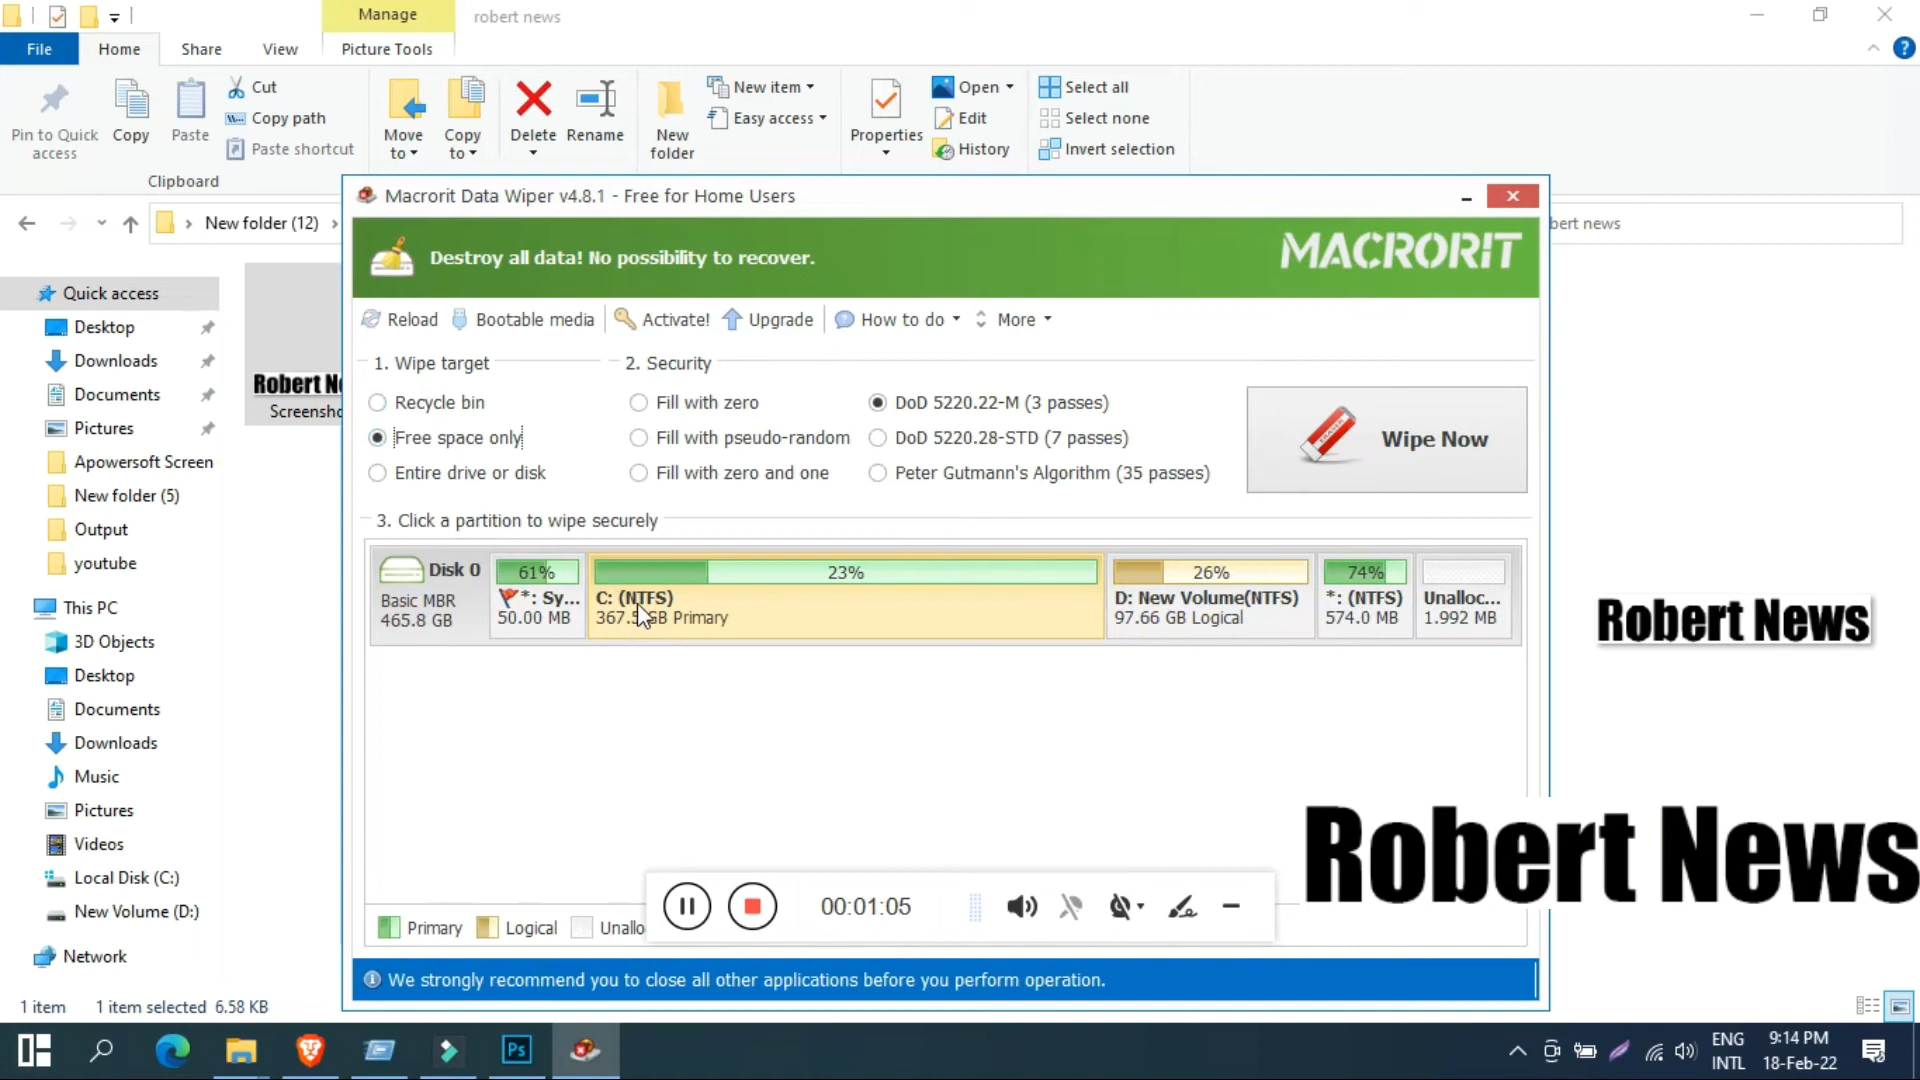 Manage
robert news
File
Home
Share
View
Picture Tools
Pin to Quick access
Copy
Paste
Cut
Copy path
Paste shortcut
Clipboard
Move to
Copy to
Delete
Rename
New folder
New item
Easy access
Properties
Open
Edit
History
Select all
Select none
Invert selection
New folder (12)
bert news
Macrorit Data Wiper v4.8.1 - Free for Home Users
Destroy all data! No possibility to recover.
MACRORIT
Reload
Bootable media
Activate!
Upgrade
How to do
More
1. Wipe target
2. Security
Recycle bin
Fill with zero
DoD 5220.22-M (3 passes)
Free space only
Fill with pseudo-random
DoD 5220.28-STD (7 passes)
Entire drive or disk
Fill with zero and one
Peter Gutmann's Algorithm (35 passes)
Wipe Now
3. Click a partition to wipe securely
Disk 0
Basic MBR
465.8 GB
61%
*: Sy...
50.00 MB
23%
C: (NTFS)
GB Primary
26%
D: New Volume(NTFS)
97.66 GB Logical
74%
*: (NTFS)
574.0 MB
Unalloc...
1.992 MB
Primary
Logical
Unallo
00:01:05
We strongly recommend you to close all other applications before you perform operation.
Quick access
Desktop
Downloads
Documents
Pictures
Apowersoft Screen
New folder (5)
Output
youtube
This PC
3D Objects
Desktop
Documents
Downloads
Music
Pictures
Videos
Local Disk (C:)
New Volume (D:)
Network
Robert Ne
Screensho
Robert News
Robert News
1 item
1 item selected 6.58 KB
Ps
ENG
INTL
9:14 PM
18-Feb-22